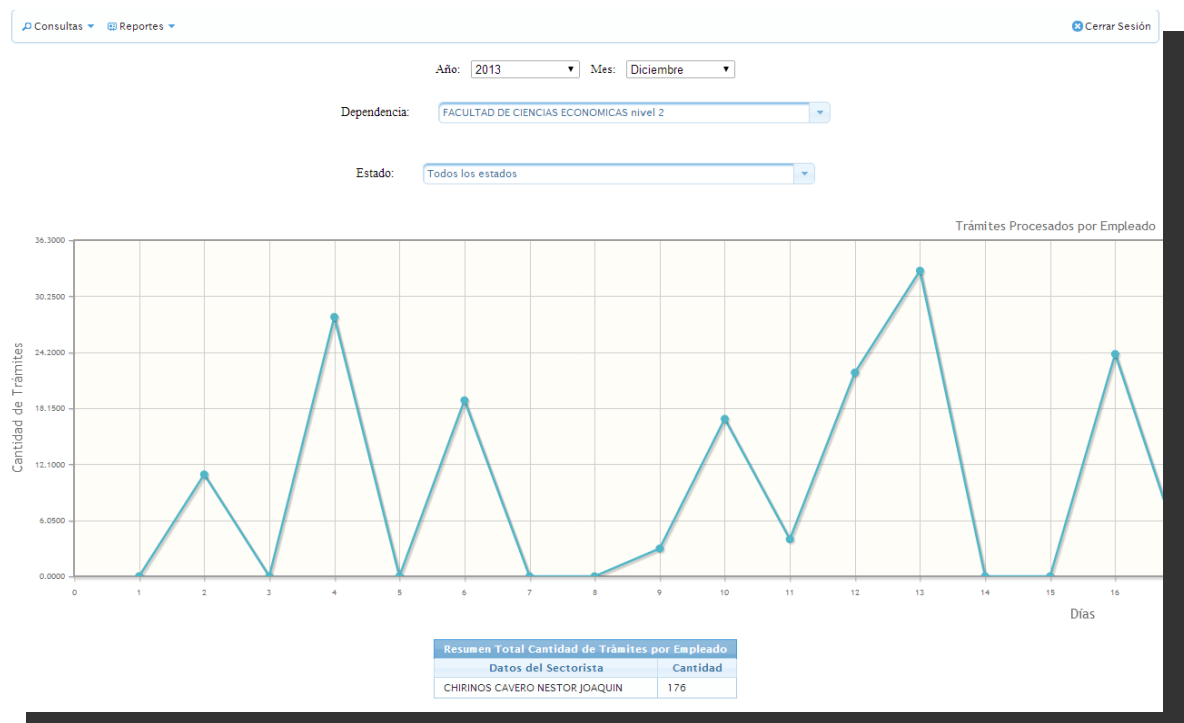 Consultas Reportes Cerrar Sesión
Año: 2013 Mes: Diciembre
Dependencia: FACULTAD DE CIENCIAS ECONOMICAS nivel 2
Estado: Todos los estados
Trámites Procesados por Empleado
36.3000
30.2500
24.2000
18.1500
12.1000
6.0500
0.0000
Cantidad de Trámites
0 1 2 3 4 5 6 7 8 9 10 11 12 13 14 15 16
Días
Resumen Total Cantidad de Trámites por Empleado
Datos del Sectorista Cantidad
CHIRINOS CAVERO NESTOR JOAQUIN 176